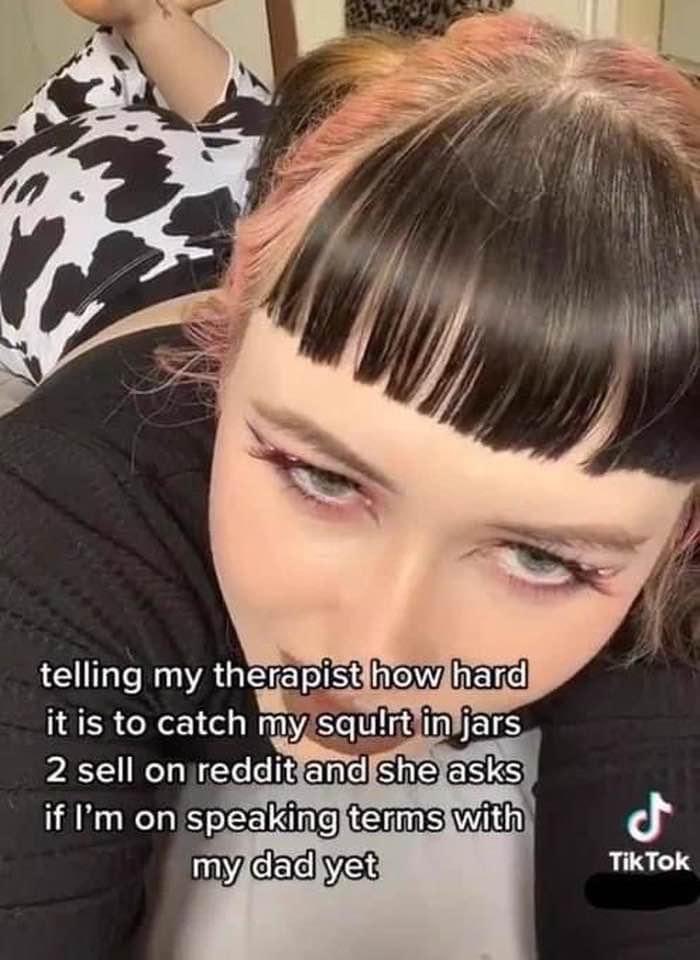 telling my therapist how hard
it is to catch my squ!rt in jars
2 sell on reddit and she asks
if I'm on speaking terms with
my dad yet
TikTok